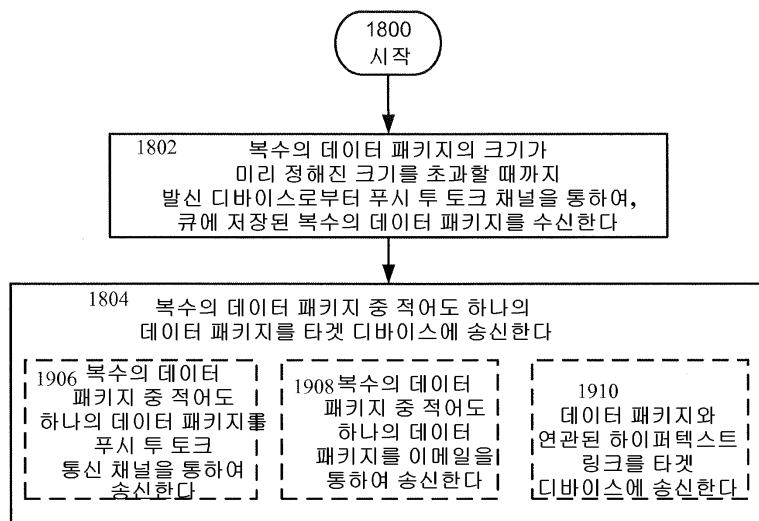 1800
시작
1802
복수의 데이터 패키지의 크기가
미리 정해진 크기를 초과할 때까지
발신 디바이스로부터 푸시 투 토크 채널을 통하여,
큐에 저장된 복수의 데이터 패키지를 수신한다
1804
복수의 데이터 패키지 중 적어도 하나의
데이터 패키지를 타겟 디바이스에 송신한다
1906
복수의 데이터
패키지 중 적어도
하나의 데이터 패키지를
푸시 투 토크
통신 채널을 통하여
송신한다
1908
복수의 데이터
패키지 중 적어도
하나의 데이터
패키지를 이메일을
통하여 송신한다
1910
데이터 패키지와
연관된 하이퍼텍스트
링크를 타겟
디바이스에 송신한다